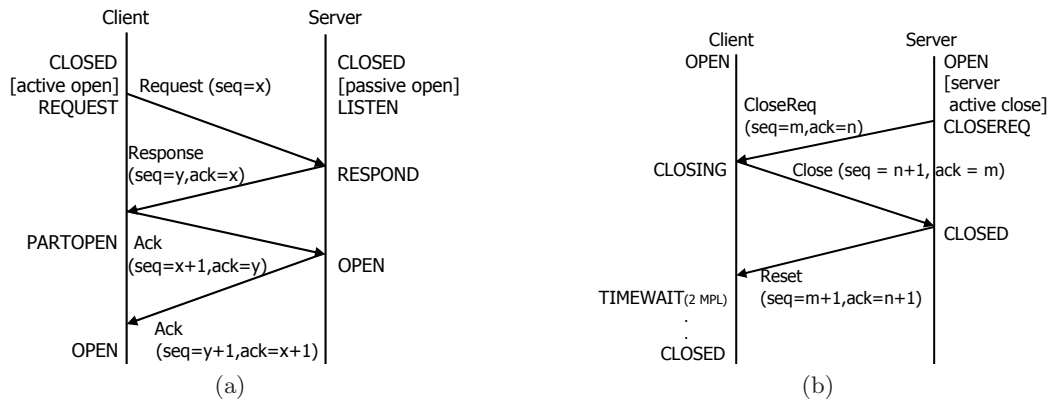 Client
Server
CLOSED
[active open]
REQUEST
Request (seq=x)
CLOSED
[passive open]
LISTEN
Response
(seq=y,ack=x)
RESPOND
PARTOPEN
Ack
(seq=x+1,ack=y)
OPEN
Ack
(seq=y+1,ack=x+1)
OPEN
(a)
Client
Server
OPEN
OPEN
[server
active close]
CLOSEREQ
CloseReq
(seq=m,ack=n)
CLOSING
Close (seq = n+1, ack = m)
CLOSED
Reset
(seq=m+1,ack=n+1)
TIMEWAIT(2 MPL)
.
.
CLOSED
(b)